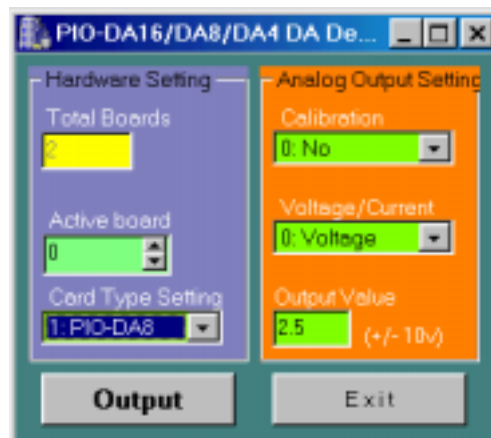 PIO-DA16/DA8/DA4 DA De...
Hardware Setting
Total Boards
2
Active board
0
Card Type Setting
1: PIO-DA8
Analog Output Setting
Calibration
0: No
Voltage/Current
0: Voltage
Output Value
2.5
(+/- 10v)
Output
Exit